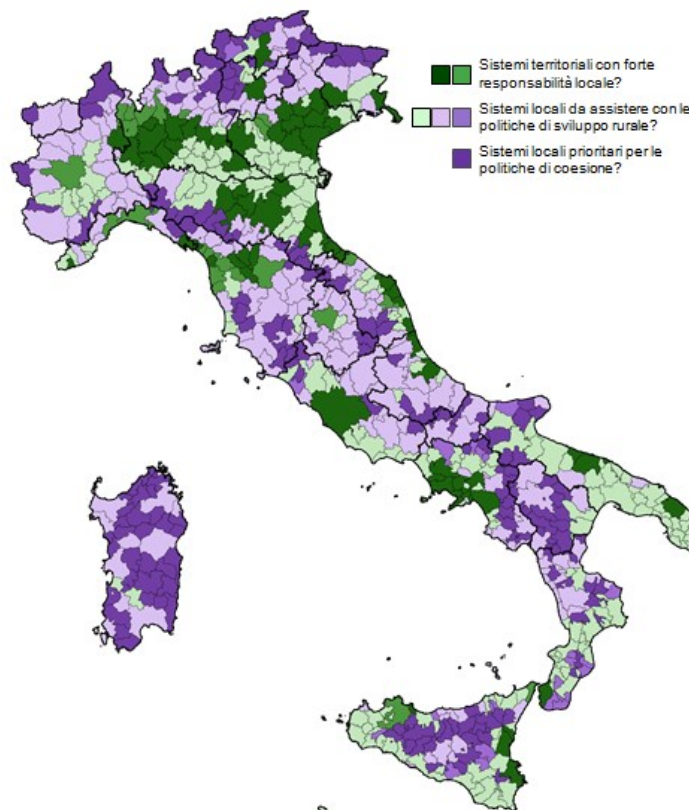 Sistemi territoriali con forte
responsabilità locale?
Sistemi locali da assistere con le
politiche di sviluppo rurale?
Sistemi locali prioritari per le
politiche di coesione?